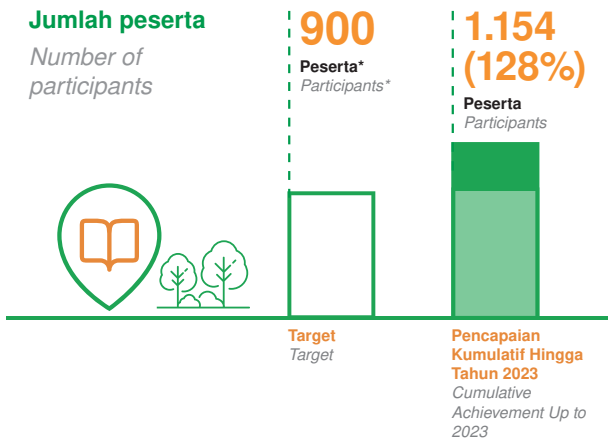 Jumlah peserta
Number of
participants
900
Peserta*
Participants*
1.154
(128%)
Peserta
Participants
Target
Target
Pencapaian
Kumulatif Hingga
Tahun 2023
Cumulative
Achievement Up to
2023